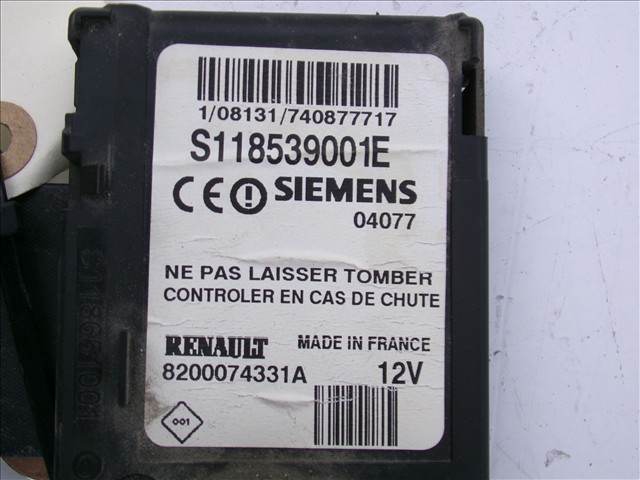 1/08131/740877717
S118539001E
CE SIEMENS
04077
NE PAS LAISSER TOMBER
CONTROLER EN CAS DE CHUTE
RENAULT MADE IN FRANCE
8200074331A 12V
001